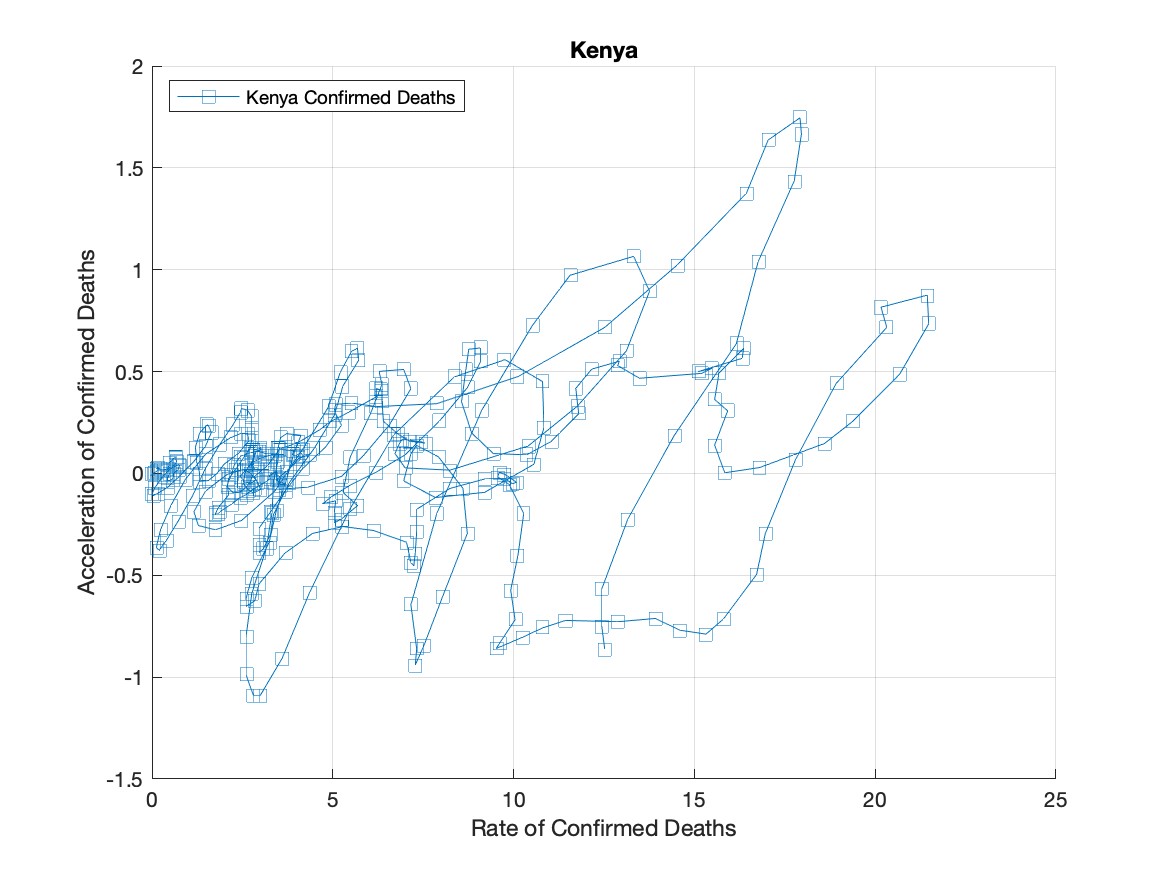 Kenya
Kenya Confirmed Deaths
2
1.5
1
0.5
0
-0.5
-1
-1.5
Acceleration of Confirmed Deaths
0 5 10 15 20 25
Rate of Confirmed Deaths